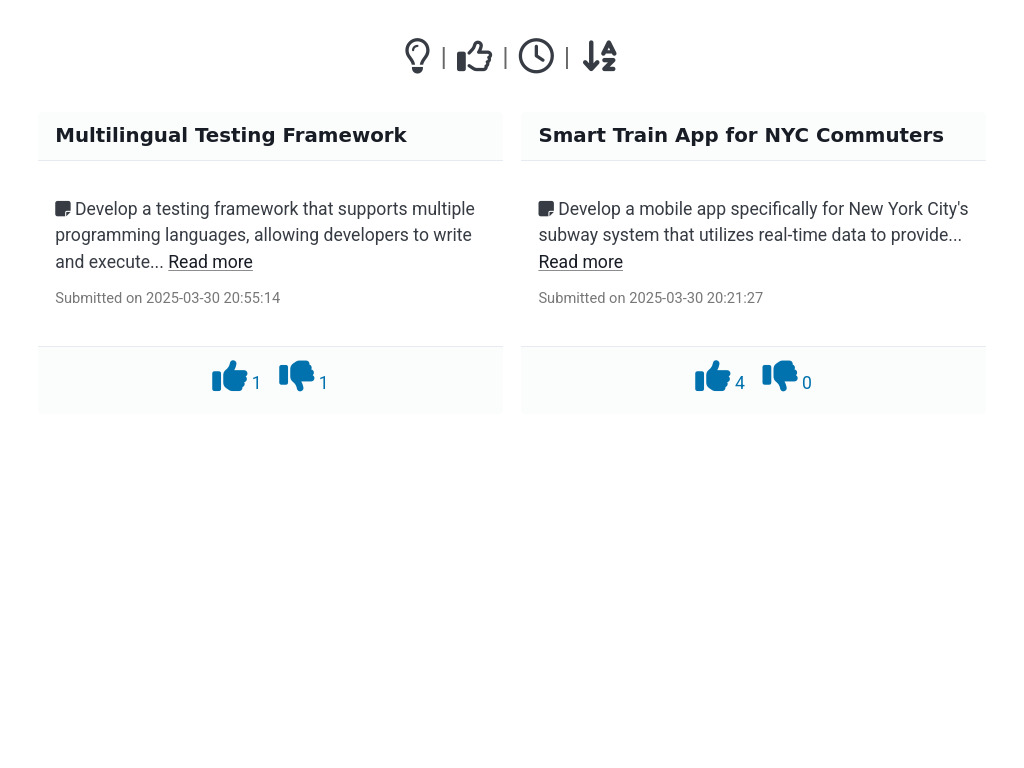 | | |
Multilingual Testing Framework
Develop a testing framework that supports multiple
programming languages, allowing developers to write
and execute... Read more
Submitted on 2025-03-30 20:55:14
1 1
Smart Train App for NYC Commuters
Develop a mobile app specifically for New York City's
subway system that utilizes real-time data to provide...
Read more
Submitted on 2025-03-30 20:21:27
4 0